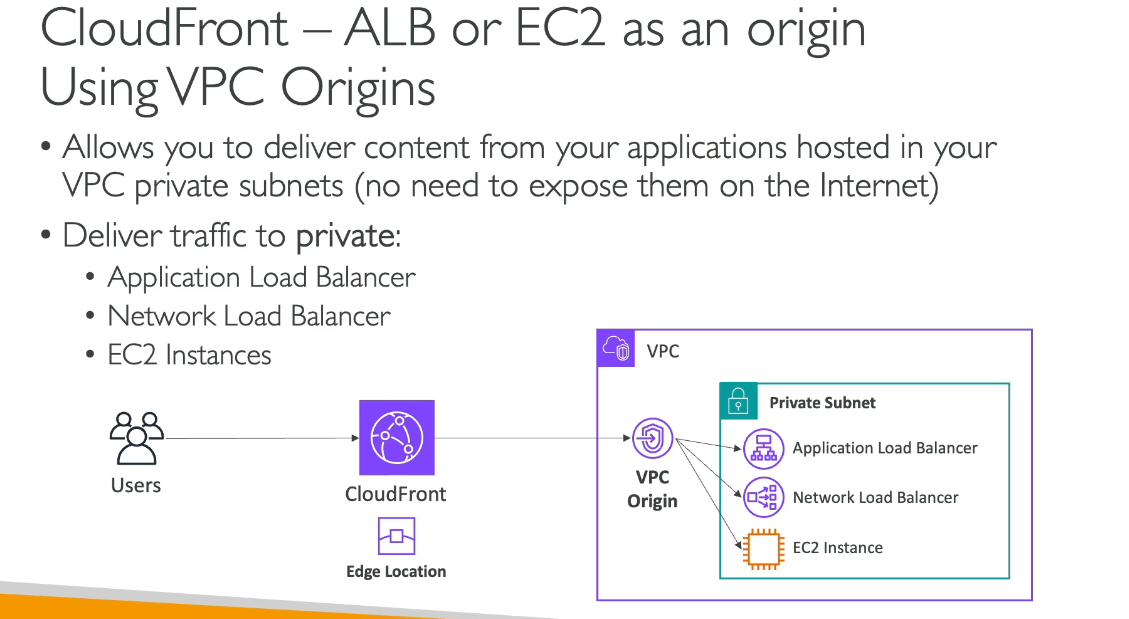 CloudFront – ALB or EC2 as an origin
Using VPC Origins
• Allows you to deliver content from your applications hosted in your
VPC private subnets (no need to expose them on the Internet)
• Deliver traffic to private:
• Application Load Balancer
• Network Load Balancer
• EC2 Instances
Users
CloudFront
Edge Location
VPC
VPC
Origin
Private Subnet
Application Load Balancer
Network Load Balancer
EC2 Instance